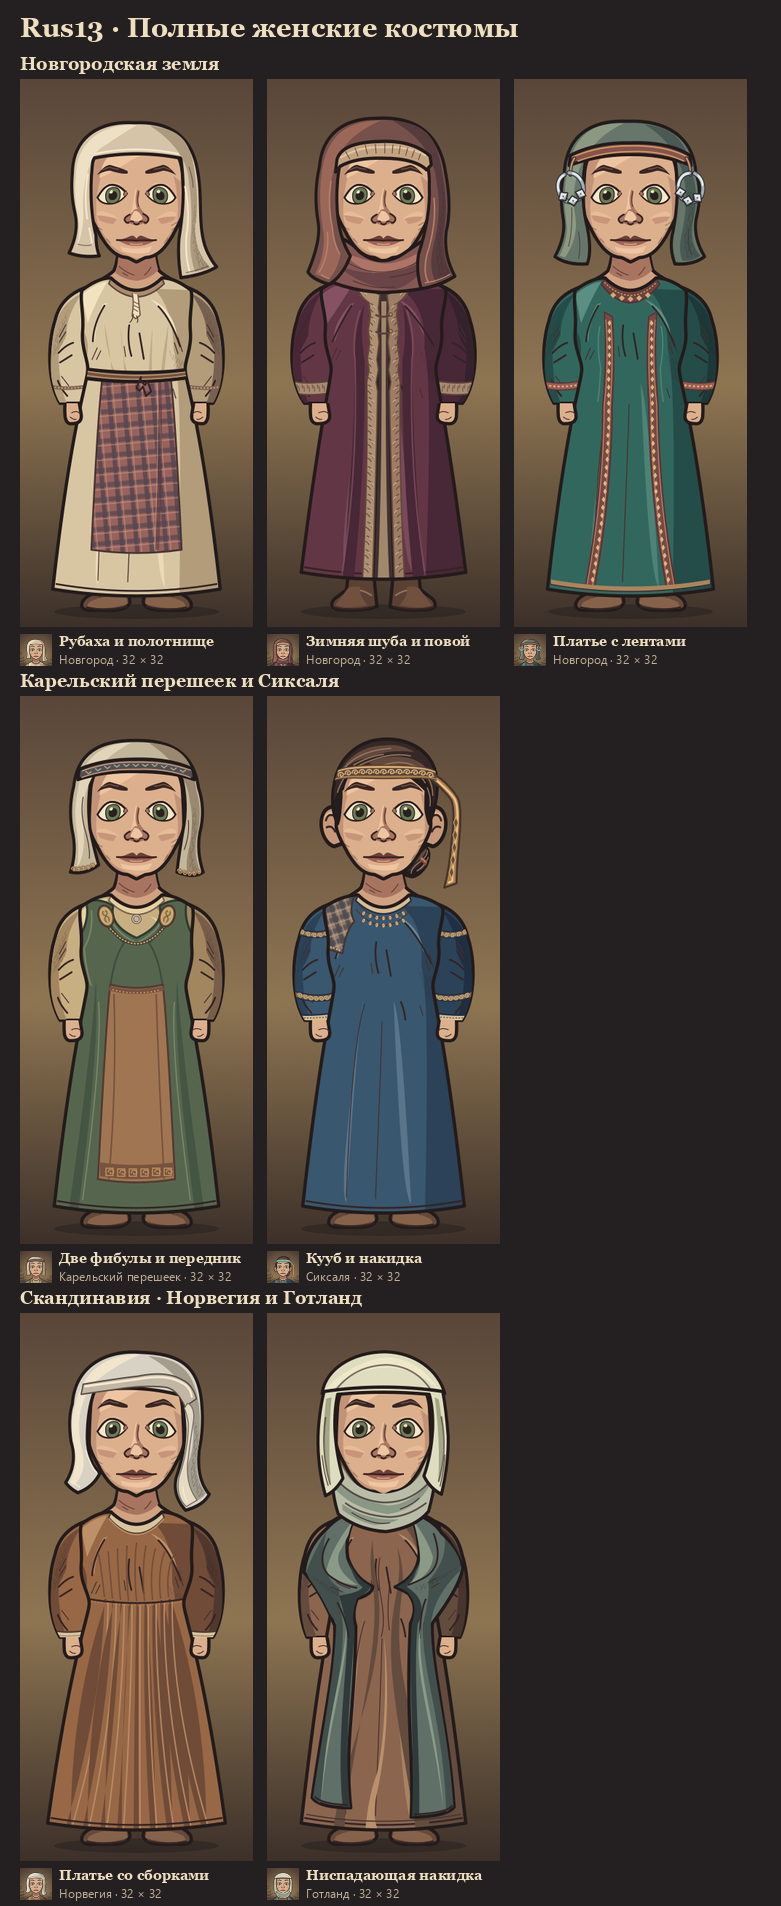 Rus13 · Полные женские костюмы
Новгородская земля
Рубаха и полотнище
Новгород · 32 × 32
Зимняя шуба и повой
Новгород · 32 × 32
Платье с лентами
Новгород · 32 × 32
Карельский перешеек и Сиксаля
Две фибулы и передник
Карельский перешеек · 32 × 32
Кууб и накидка
Сиксаля · 32 × 32
Скандинавия · Норвегия и Готланд
Платье со сборками
Норвегия · 32 × 32
Ниспадающая накидка
Готланд · 32 × 32